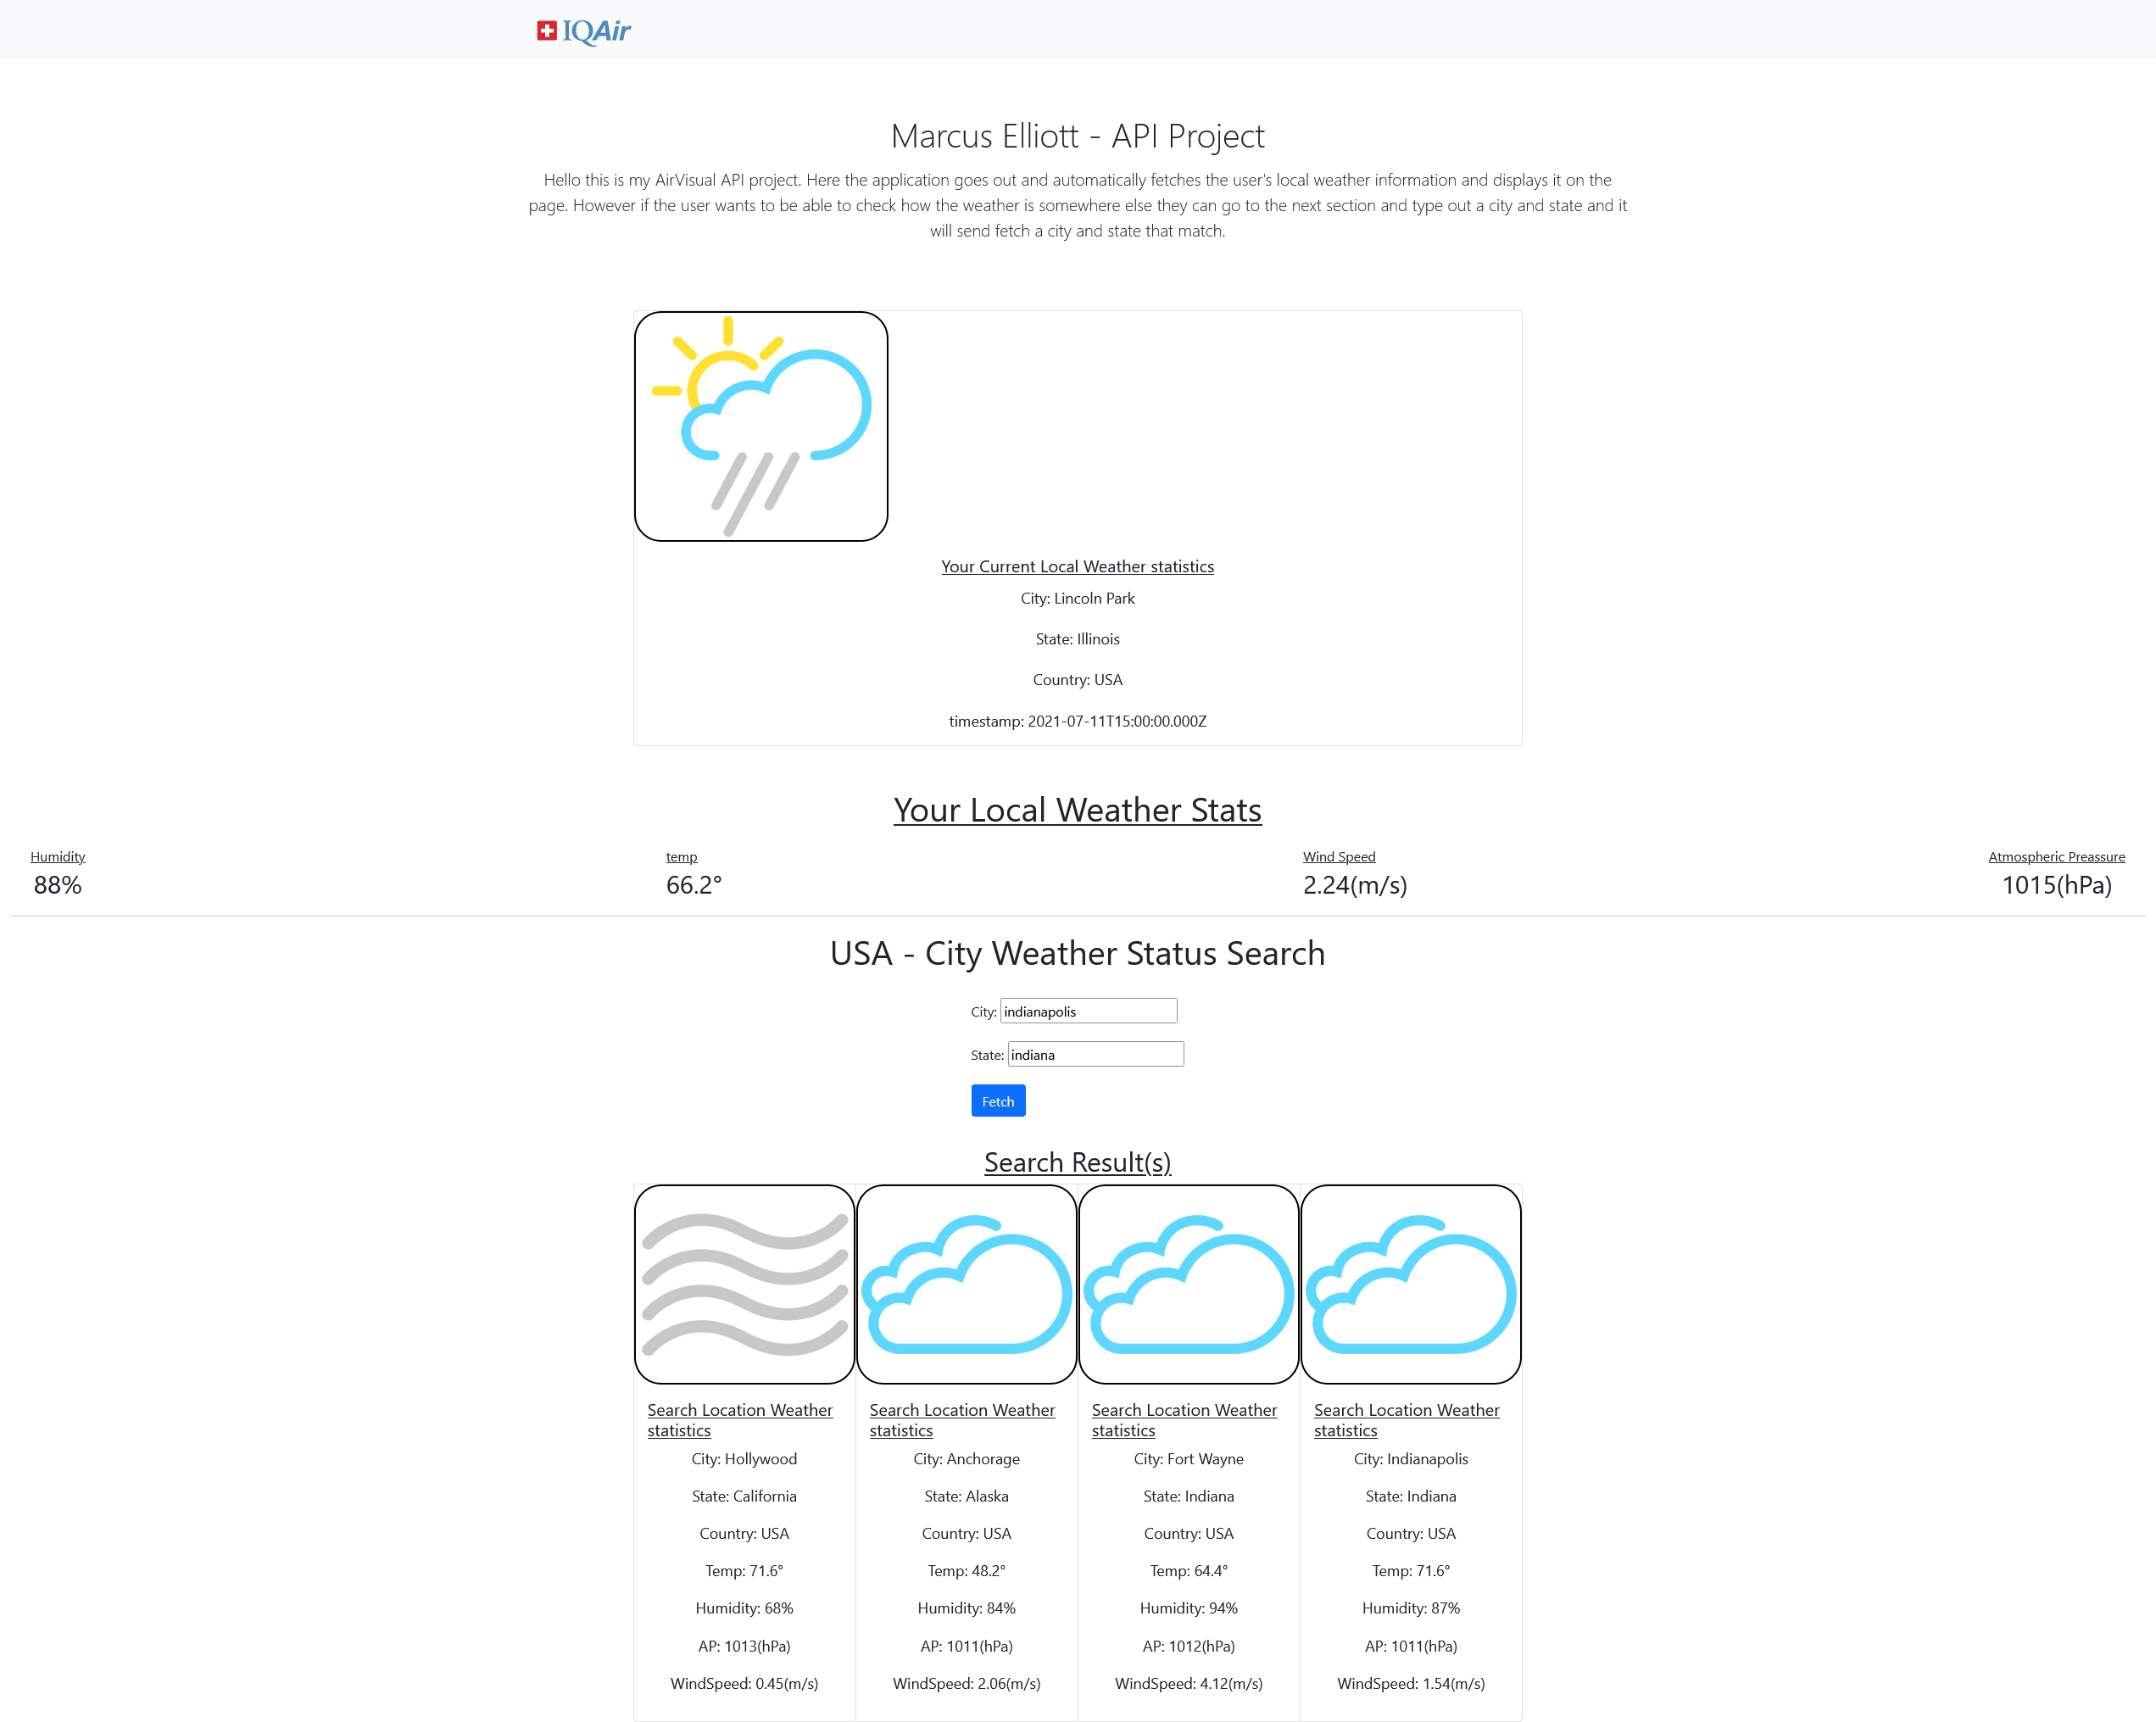 IQAir
Marcus Elliott - API Project
Hello this is my AirVisual API project. Here the application goes out and automatically fetches the user's local weather information and displays it on the
page. However if the user wants to be able to check how the weather is somewhere else they can go to the next section and type out a city and state and it
will send fetch a city and state that match.
Your Current Local Weather statistics
City: Lincoln Park
State: Illinois
Country: USA
timestamp: 2021-07-11T15:00:00.000Z
Your Local Weather Stats
Humidity
88%
temp
66.2°
Wind Speed
2.24(m/s)
Atmospheric Preassure
1015(hPa)
USA - City Weather Status Search
City: indianapolis
State: indiana
Fetch
Search Result(s)
Search Location Weather
statistics
City: Hollywood
State: California
Country: USA
Temp: 71.6°
Humidity: 68%
AP: 1013(hPa)
WindSpeed: 0.45(m/s)
Search Location Weather
statistics
City: Anchorage
State: Alaska
Country: USA
Temp: 48.2°
Humidity: 84%
AP: 1011(hPa)
WindSpeed: 2.06(m/s)
Search Location Weather
statistics
City: Fort Wayne
State: Indiana
Country: USA
Temp: 64.4°
Humidity: 94%
AP: 1012(hPa)
WindSpeed: 4.12(m/s)
Search Location Weather
statistics
City: Indianapolis
State: Indiana
Country: USA
Temp: 71.6°
Humidity: 87%
AP: 1011(hPa)
WindSpeed: 1.54(m/s)